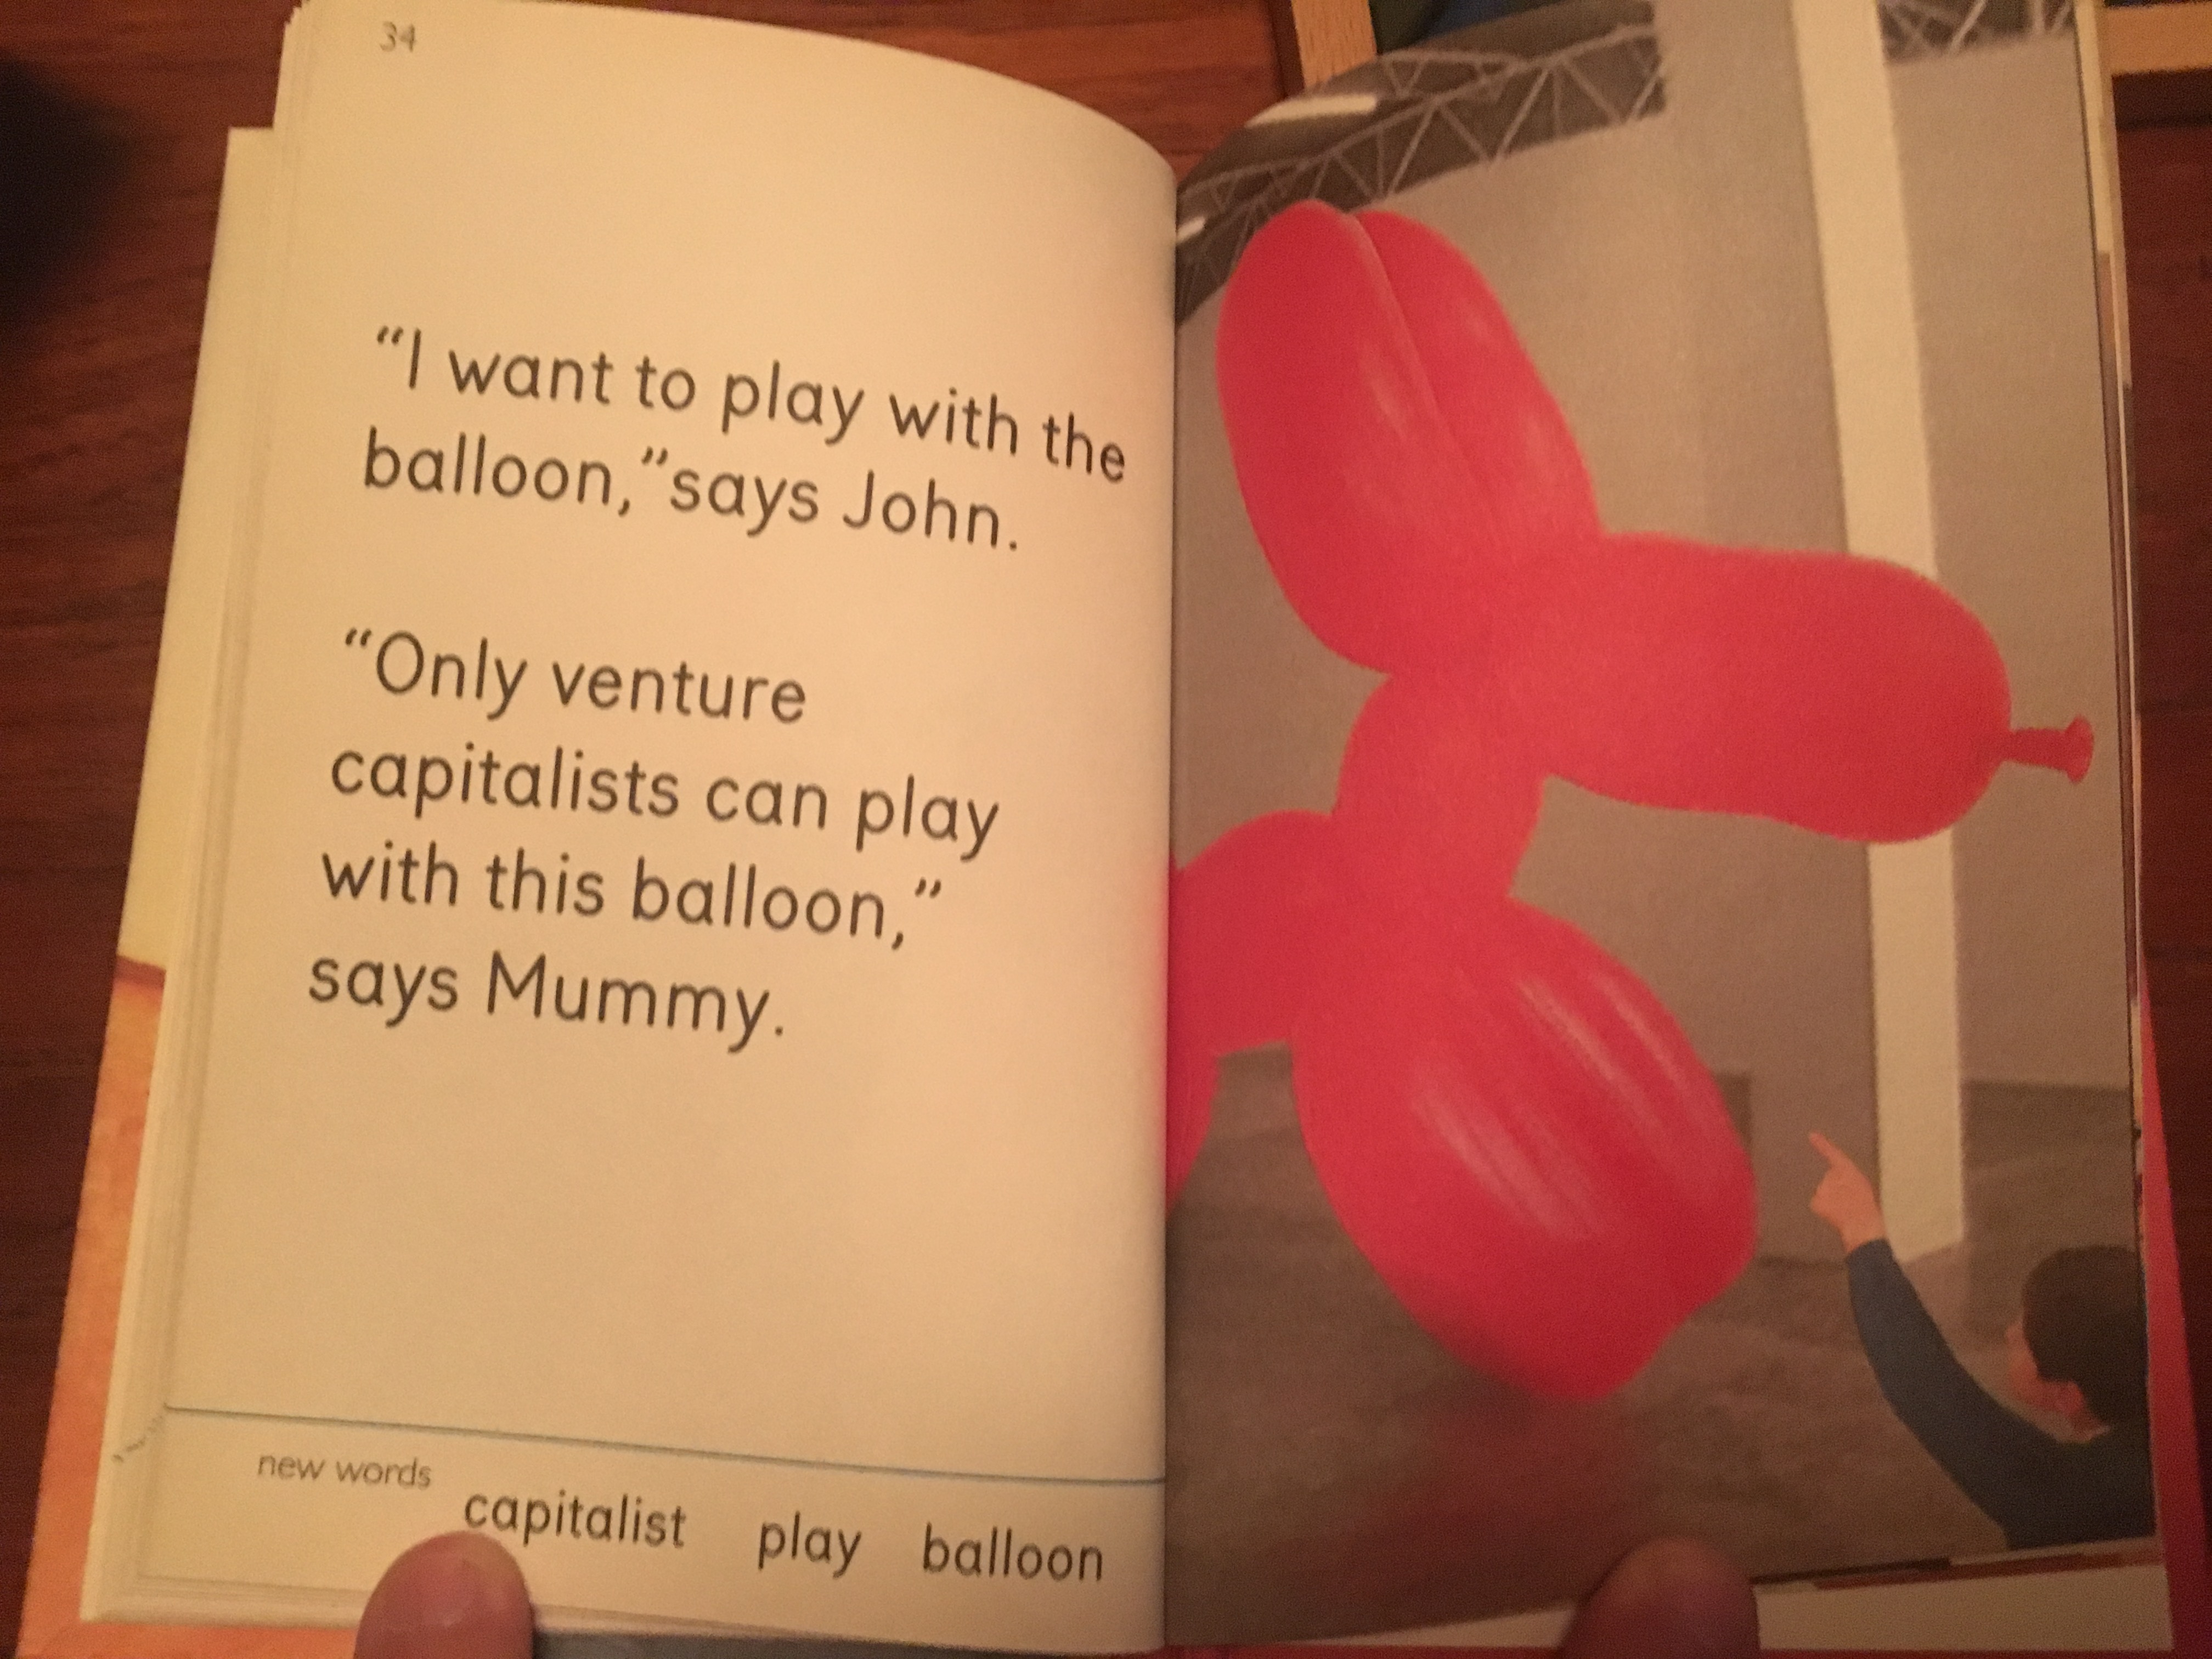 34
“I want to play with the
balloon,” says John.
“Only venture
capitalists can play
with this balloon,”
says Mummy.
new words capitalist play balloon